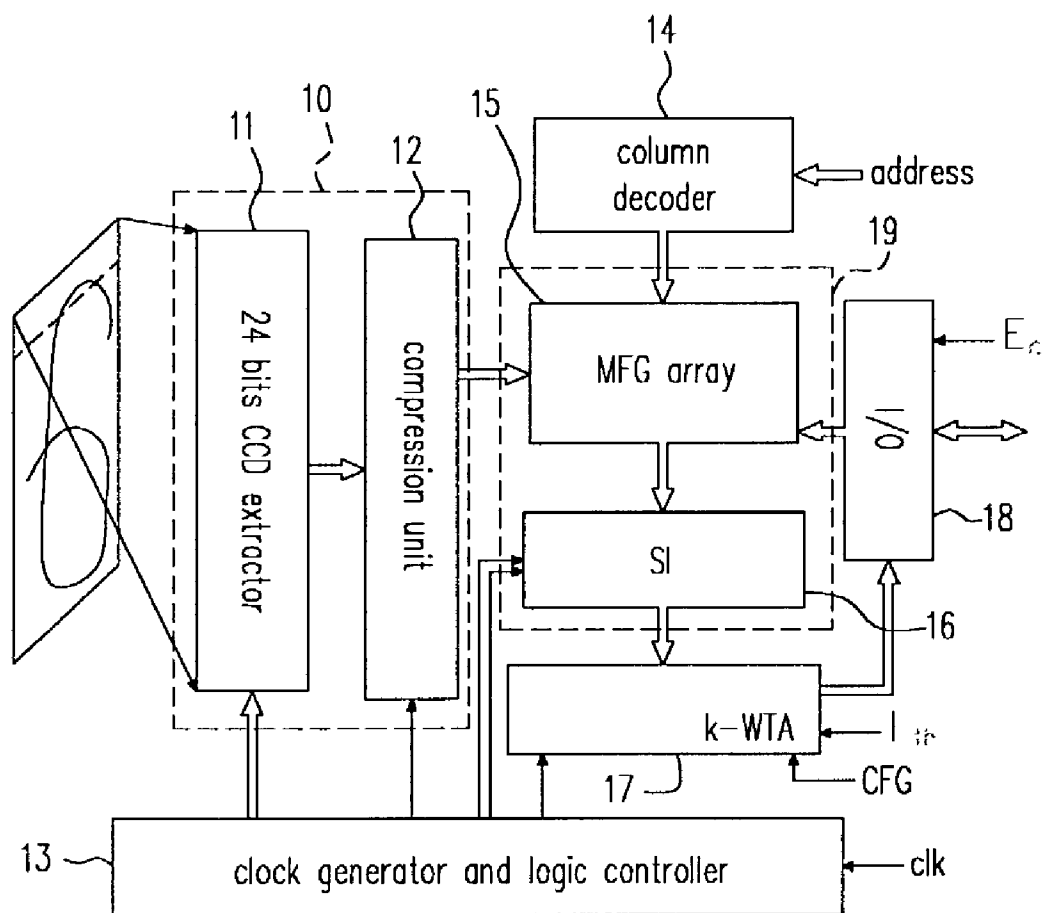 14
10
15
11
12
column
decoder
address
19
24 bits CCD extractor
compression unit
MFG array
I/O
18
SI
16
k-WTA
17
CFG
13
clock generator and logic controller
clk